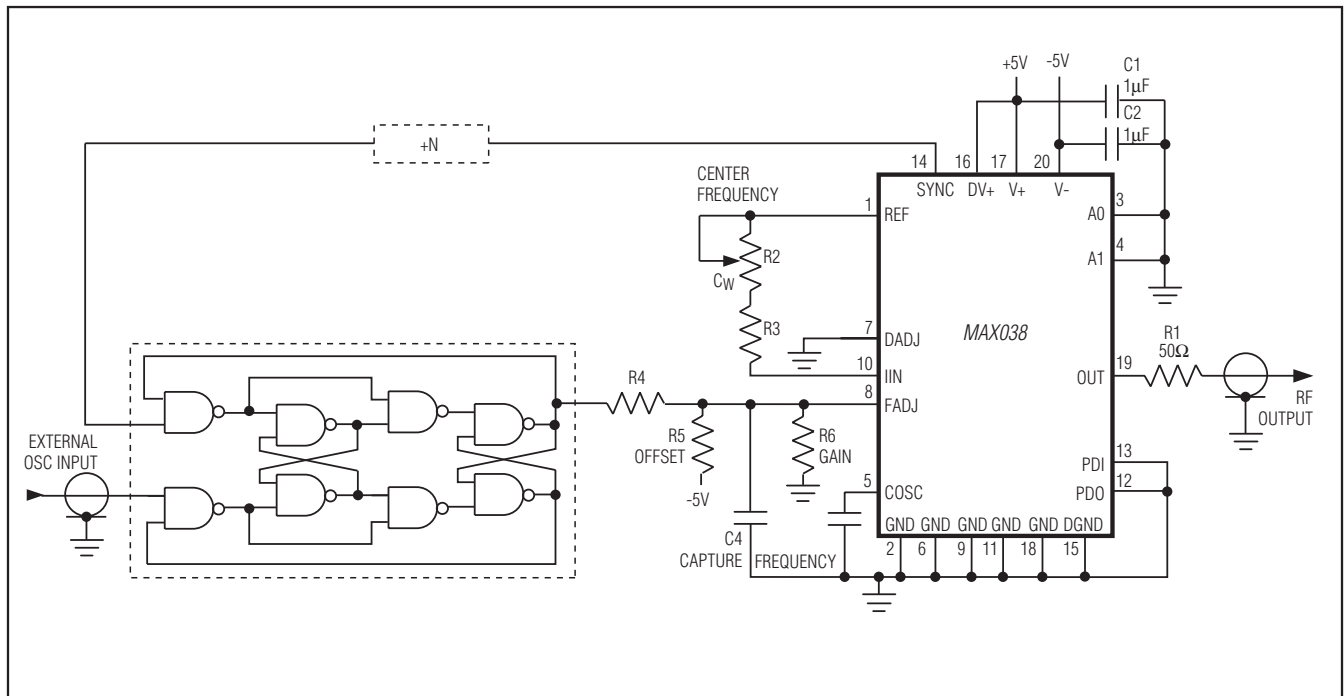 +5V
-5V
C1
1µF
C2
1µF
+N
14
16
17
20
SYNC
DV+
V+
V-
CENTER
FREQUENCY
1
REF
3
A0
4
A1
R2
CW
R3
7
DADJ
MAX038
10
IIN
R1
50Ω
19
OUT
RF
OUTPUT
8
FADJ
R4
R5
OFFSET
-5V
R6
GAIN
EXTERNAL
OSC INPUT
13
PDI
12
PDO
5
COSC
GND
GND
GND
GND
GND
DGND
2
6
9
11
18
15
C4
CAPTURE
FREQUENCY